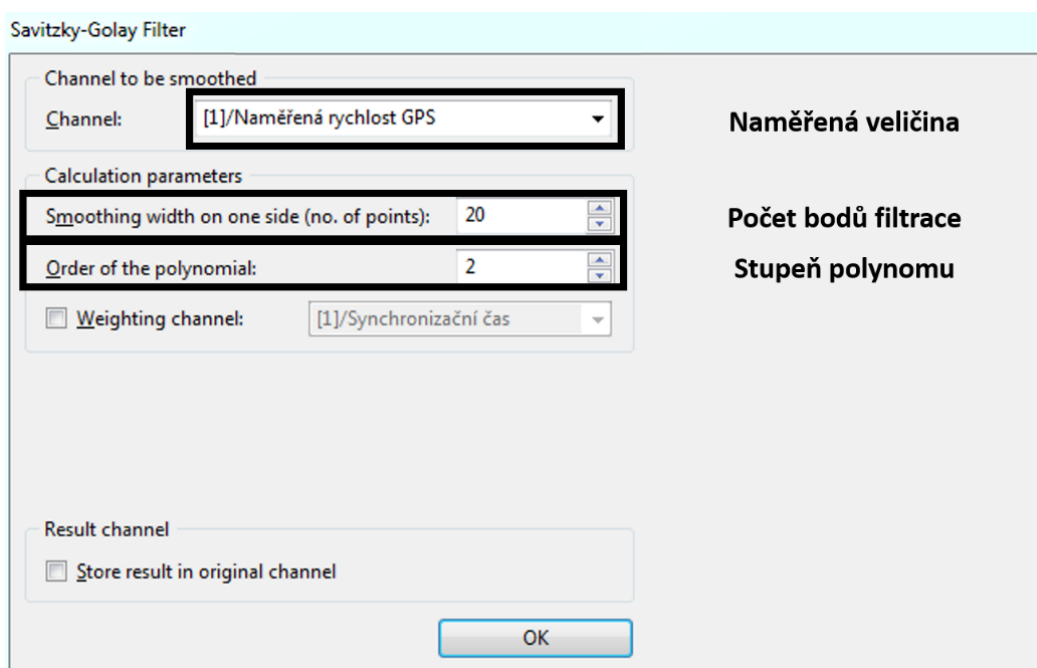 Savitzky-Golay Filter
Channel to be smoothed
Channel: [1]/Naměřená rychlost GPS
Naměřená veličina
Calculation parameters
Smoothing width on one side (no. of points): 20
Počet bodů filtrace
Order of the polynomial: 2
Stupeň polynomu
Weighting channel: [1]/Synchronizační čas
Result channel
Store result in original channel
OK